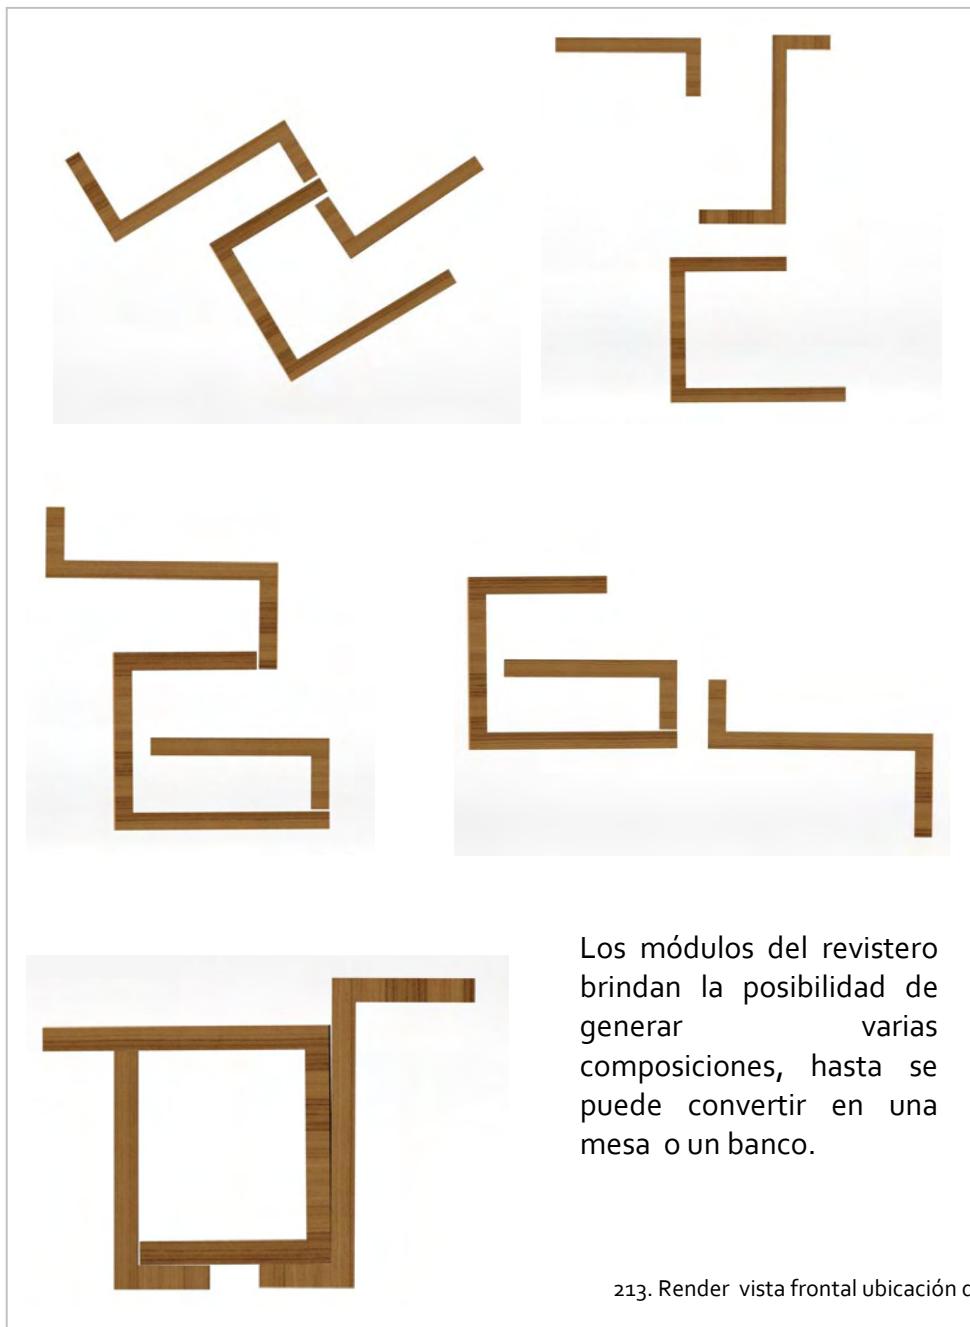 Los módulos del revistero
brindan la posibilidad de
generar varias
composiciones, hasta se
puede convertir en una
mesa o un banco.
213. Render vista frontal ubicación